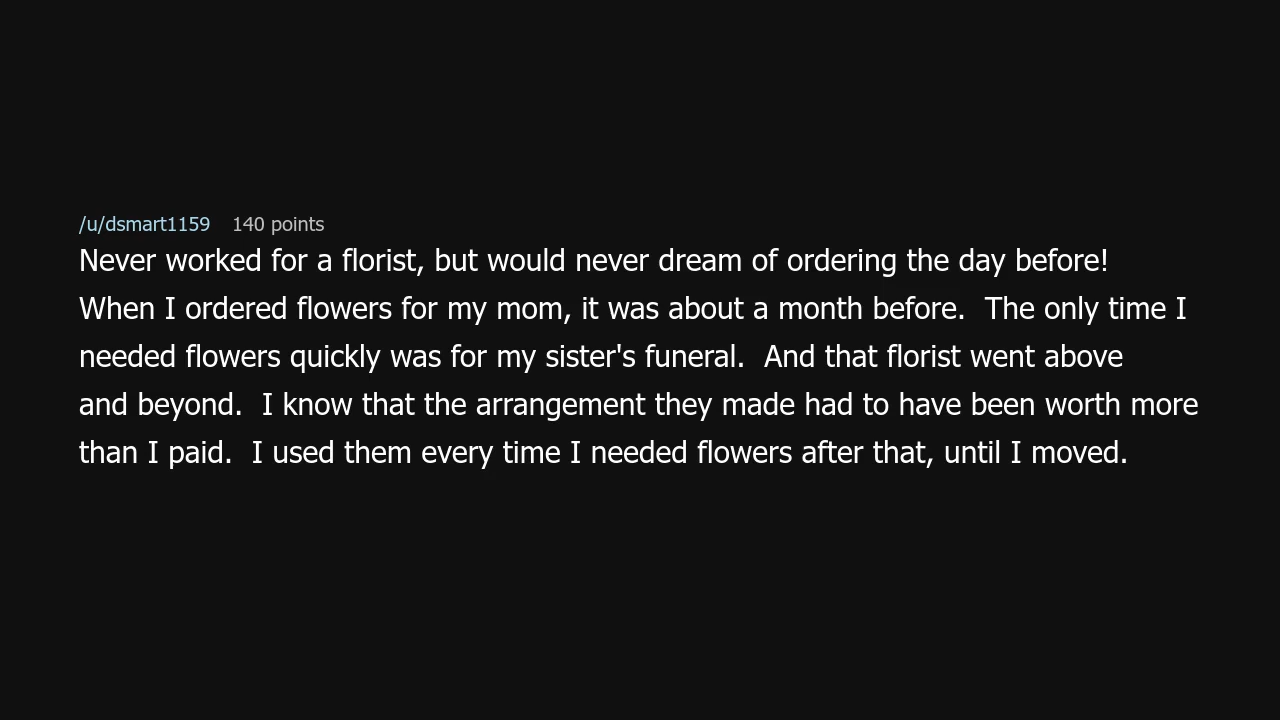 /u/dsmart1159 140 points
Never worked for a florist, but would never dream of ordering the day before!
When I ordered flowers for my mom, it was about a month before.  The only time I
needed flowers quickly was for my sister's funeral.  And that florist went above
and beyond.  I know that the arrangement they made had to have been worth more
than I paid.  I used them every time I needed flowers after that, until I moved.